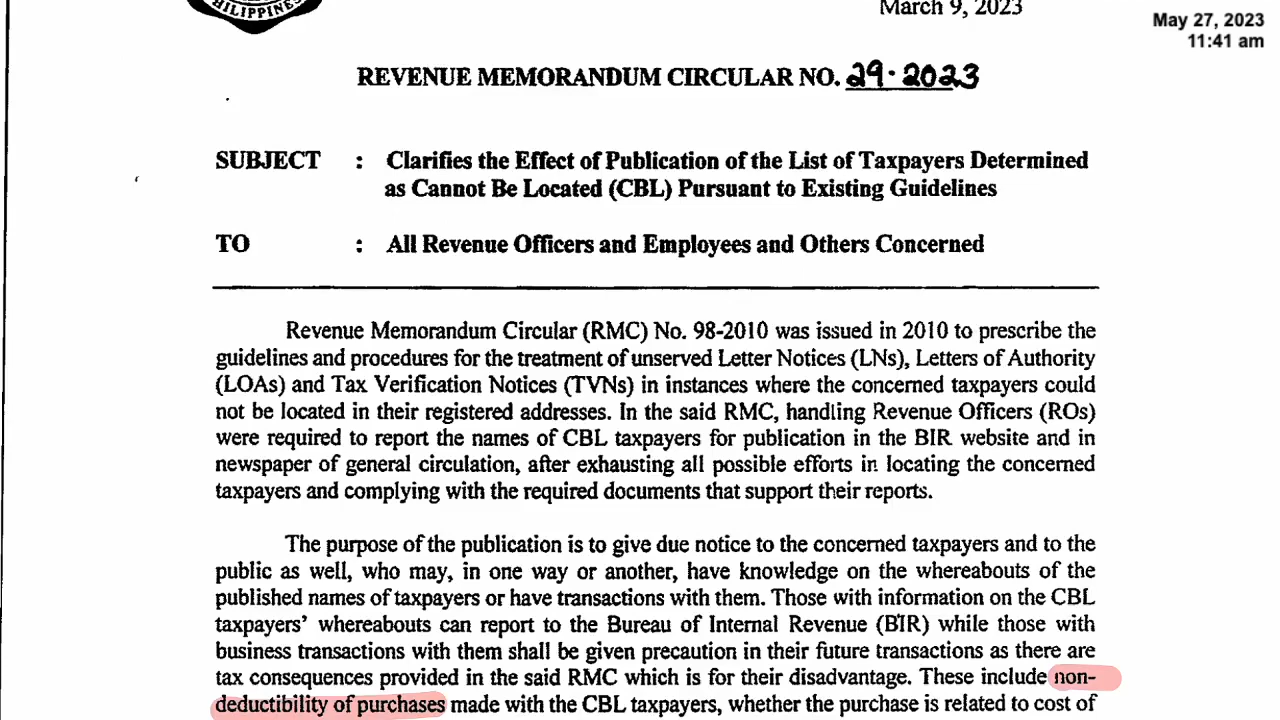 PHILIPPINES
March 9, 2023
May 27, 2023
11:41 am
REVENUE MEMORANDUM CIRCULAR NO. 29-2023
SUBJECT : Clarifies the Effect of Publication of the List of Taxpayers Determined
as Cannot Be Located (CBL) Pursuant to Existing Guidelines
TO : All Revenue Officers and Employees and Others Concerned
Revenue Memorandum Circular (RMC) No. 98-2010 was issued in 2010 to prescribe the
guidelines and procedures for the treatment of unserved Letter Notices (LNs), Letters of Authority
(LOAs) and Tax Verification Notices (TVNs) in instances where the concerned taxpayers could
not be located in their registered addresses. In the said RMC, handling Revenue Officers (ROs)
were required to report the names of CBL taxpayers for publication in the BIR website and in
newspaper of general circulation, after exhausting all possible efforts in locating the concerned
taxpayers and complying with the required documents that support their reports.
The purpose of the publication is to give due notice to the concerned taxpayers and to the
public as well, who may, in one way or another, have knowledge on the whereabouts of the
published names of taxpayers or have transactions with them. Those with information on the CBL
taxpayers' whereabouts can report to the Bureau of Internal Revenue (BIR) while those with
business transactions with them shall be given precaution in their future transactions as there are
tax consequences provided in the said RMC which is for their disadvantage. These include non-
deductibility of purchases made with the CBL taxpayers, whether the purchase is related to cost of